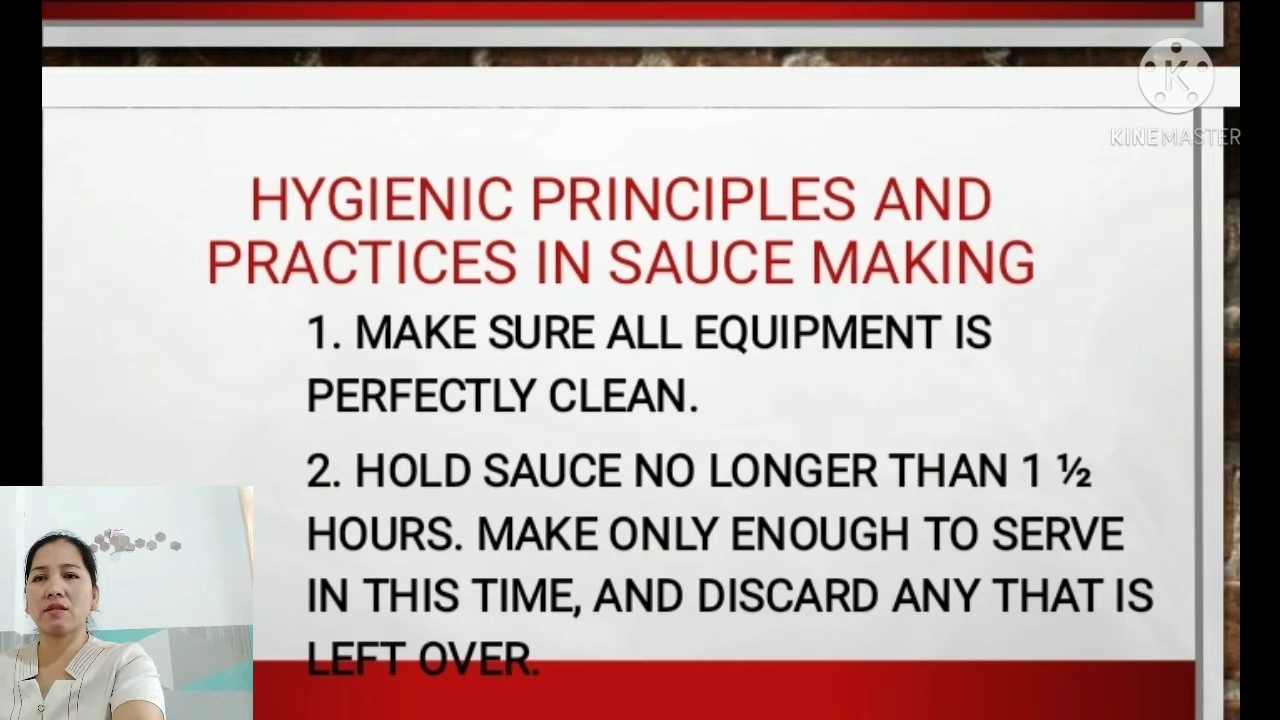 K
KINEMASTER
HYGIENIC PRINCIPLES AND
PRACTICES IN SAUCE MAKING
1. MAKE SURE ALL EQUIPMENT IS
PERFECTLY CLEAN.
2. HOLD SAUCE NO LONGER THAN 1 ½
HOURS. MAKE ONLY ENOUGH TO SERVE
IN THIS TIME, AND DISCARD ANY THAT IS
LEFT OVER.